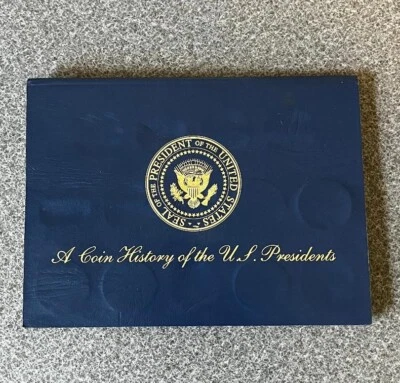 SEAL OF THE PRESIDENT OF THE UNITED STATES
A Coin History of the U.S. Presidents